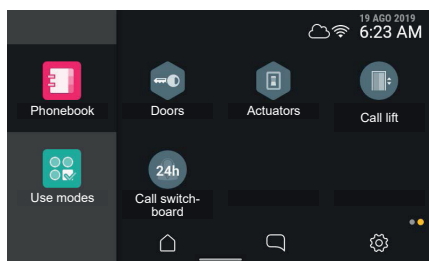 19 AGO 2019
6:23 AM
Phonebook
Doors
Actuators
Call lift
Use modes
24h
Call switch-
board